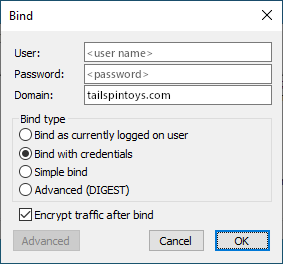 Bind
User: <user name>
Password: <password>
Domain: tailspintoys.com
Bind type
Bind as currently logged on user
Bind with credentials
Simple bind
Advanced (DIGEST)
Encrypt traffic after bind
Advanced Cancel OK